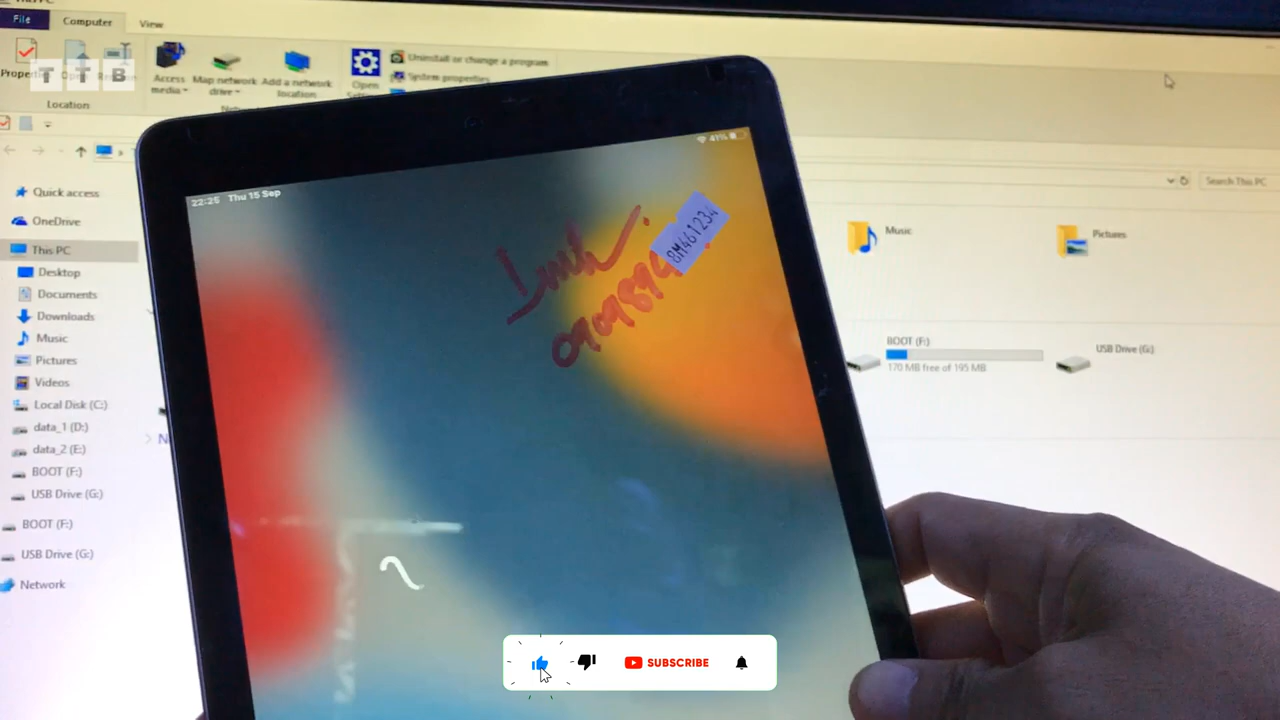 File
Computer
View
Access media
Map network drive
Add a network location
Open
Uninstall or change a program
System properties
Location
TTB
Search This PC
Quick access
OneDrive
This PC
Desktop
Documents
Downloads
Music
Pictures
Videos
Local Disk (C:)
data_1 (D:)
data_2 (E:)
BOOT (F:)
USB Drive (G:)
BOOT (F:)
USB Drive (G:)
Network
22:25 Thu 15 Sep
41%
8M461234
Music
Pictures
BOOT (F:)
170 MB free of 195 MB
USB Drive (G:)
SUBSCRIBE